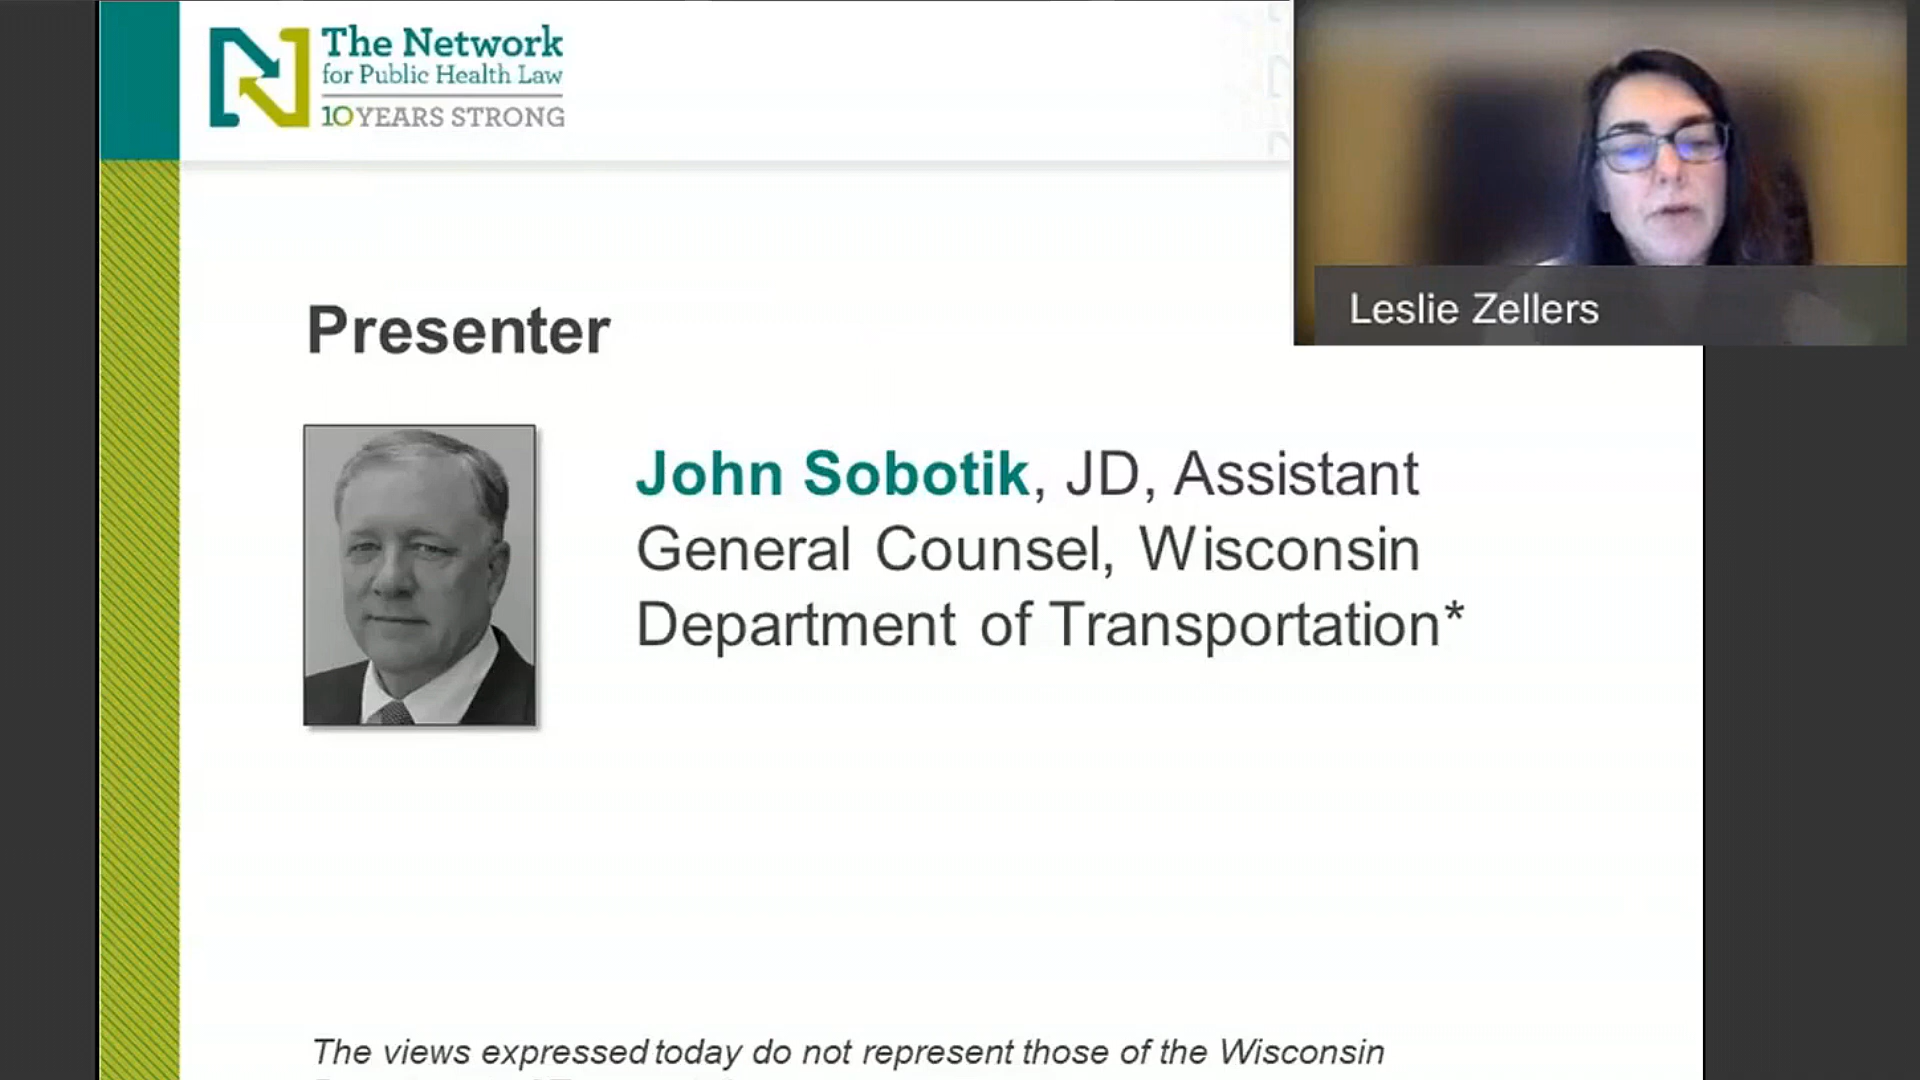 The Network
for Public Health Law
10 YEARS STRONG
Leslie Zellers
Presenter
John Sobotik, JD, Assistant
General Counsel, Wisconsin
Department of Transportation*
The views expressed today do not represent those of the Wisconsin